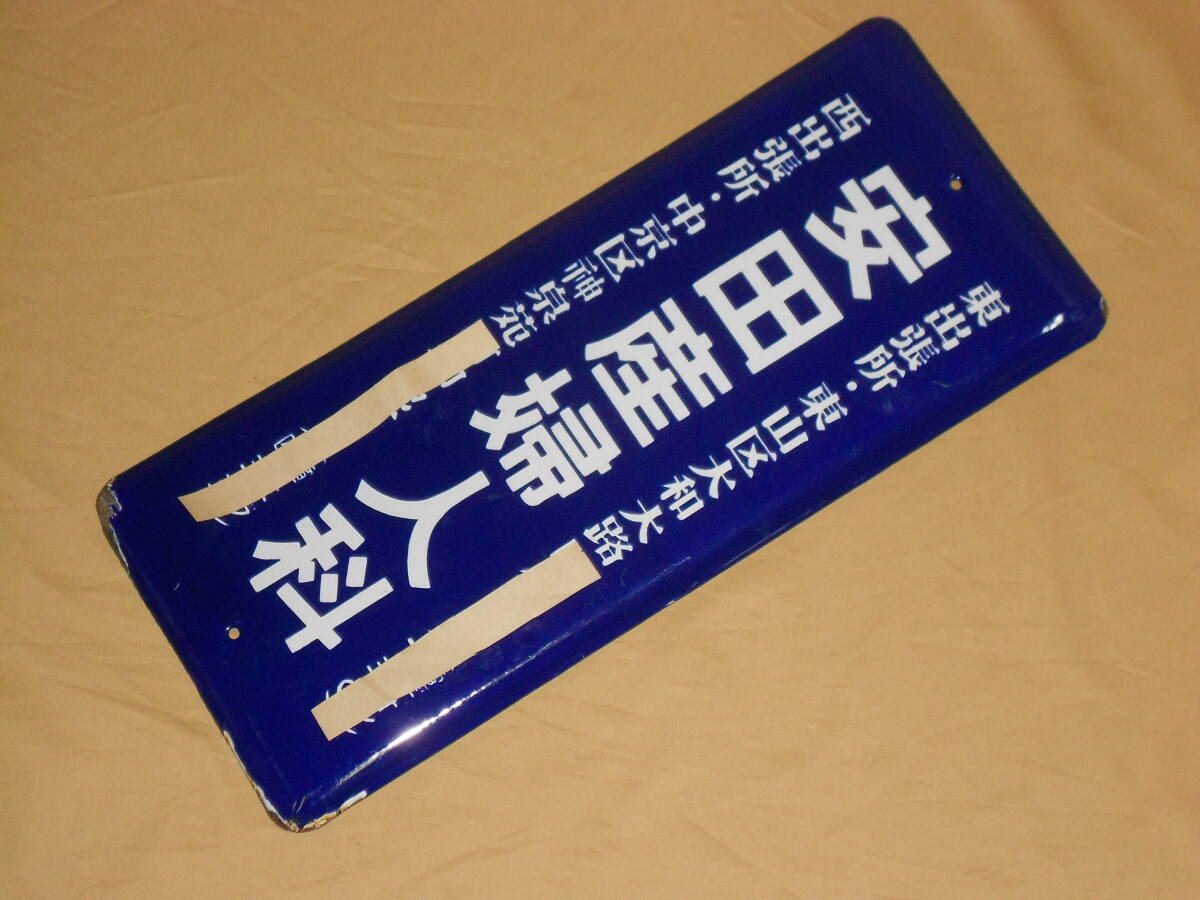 東出張所・東山区大和大路
安田産婦人科
西出張所・中京区神泉苑